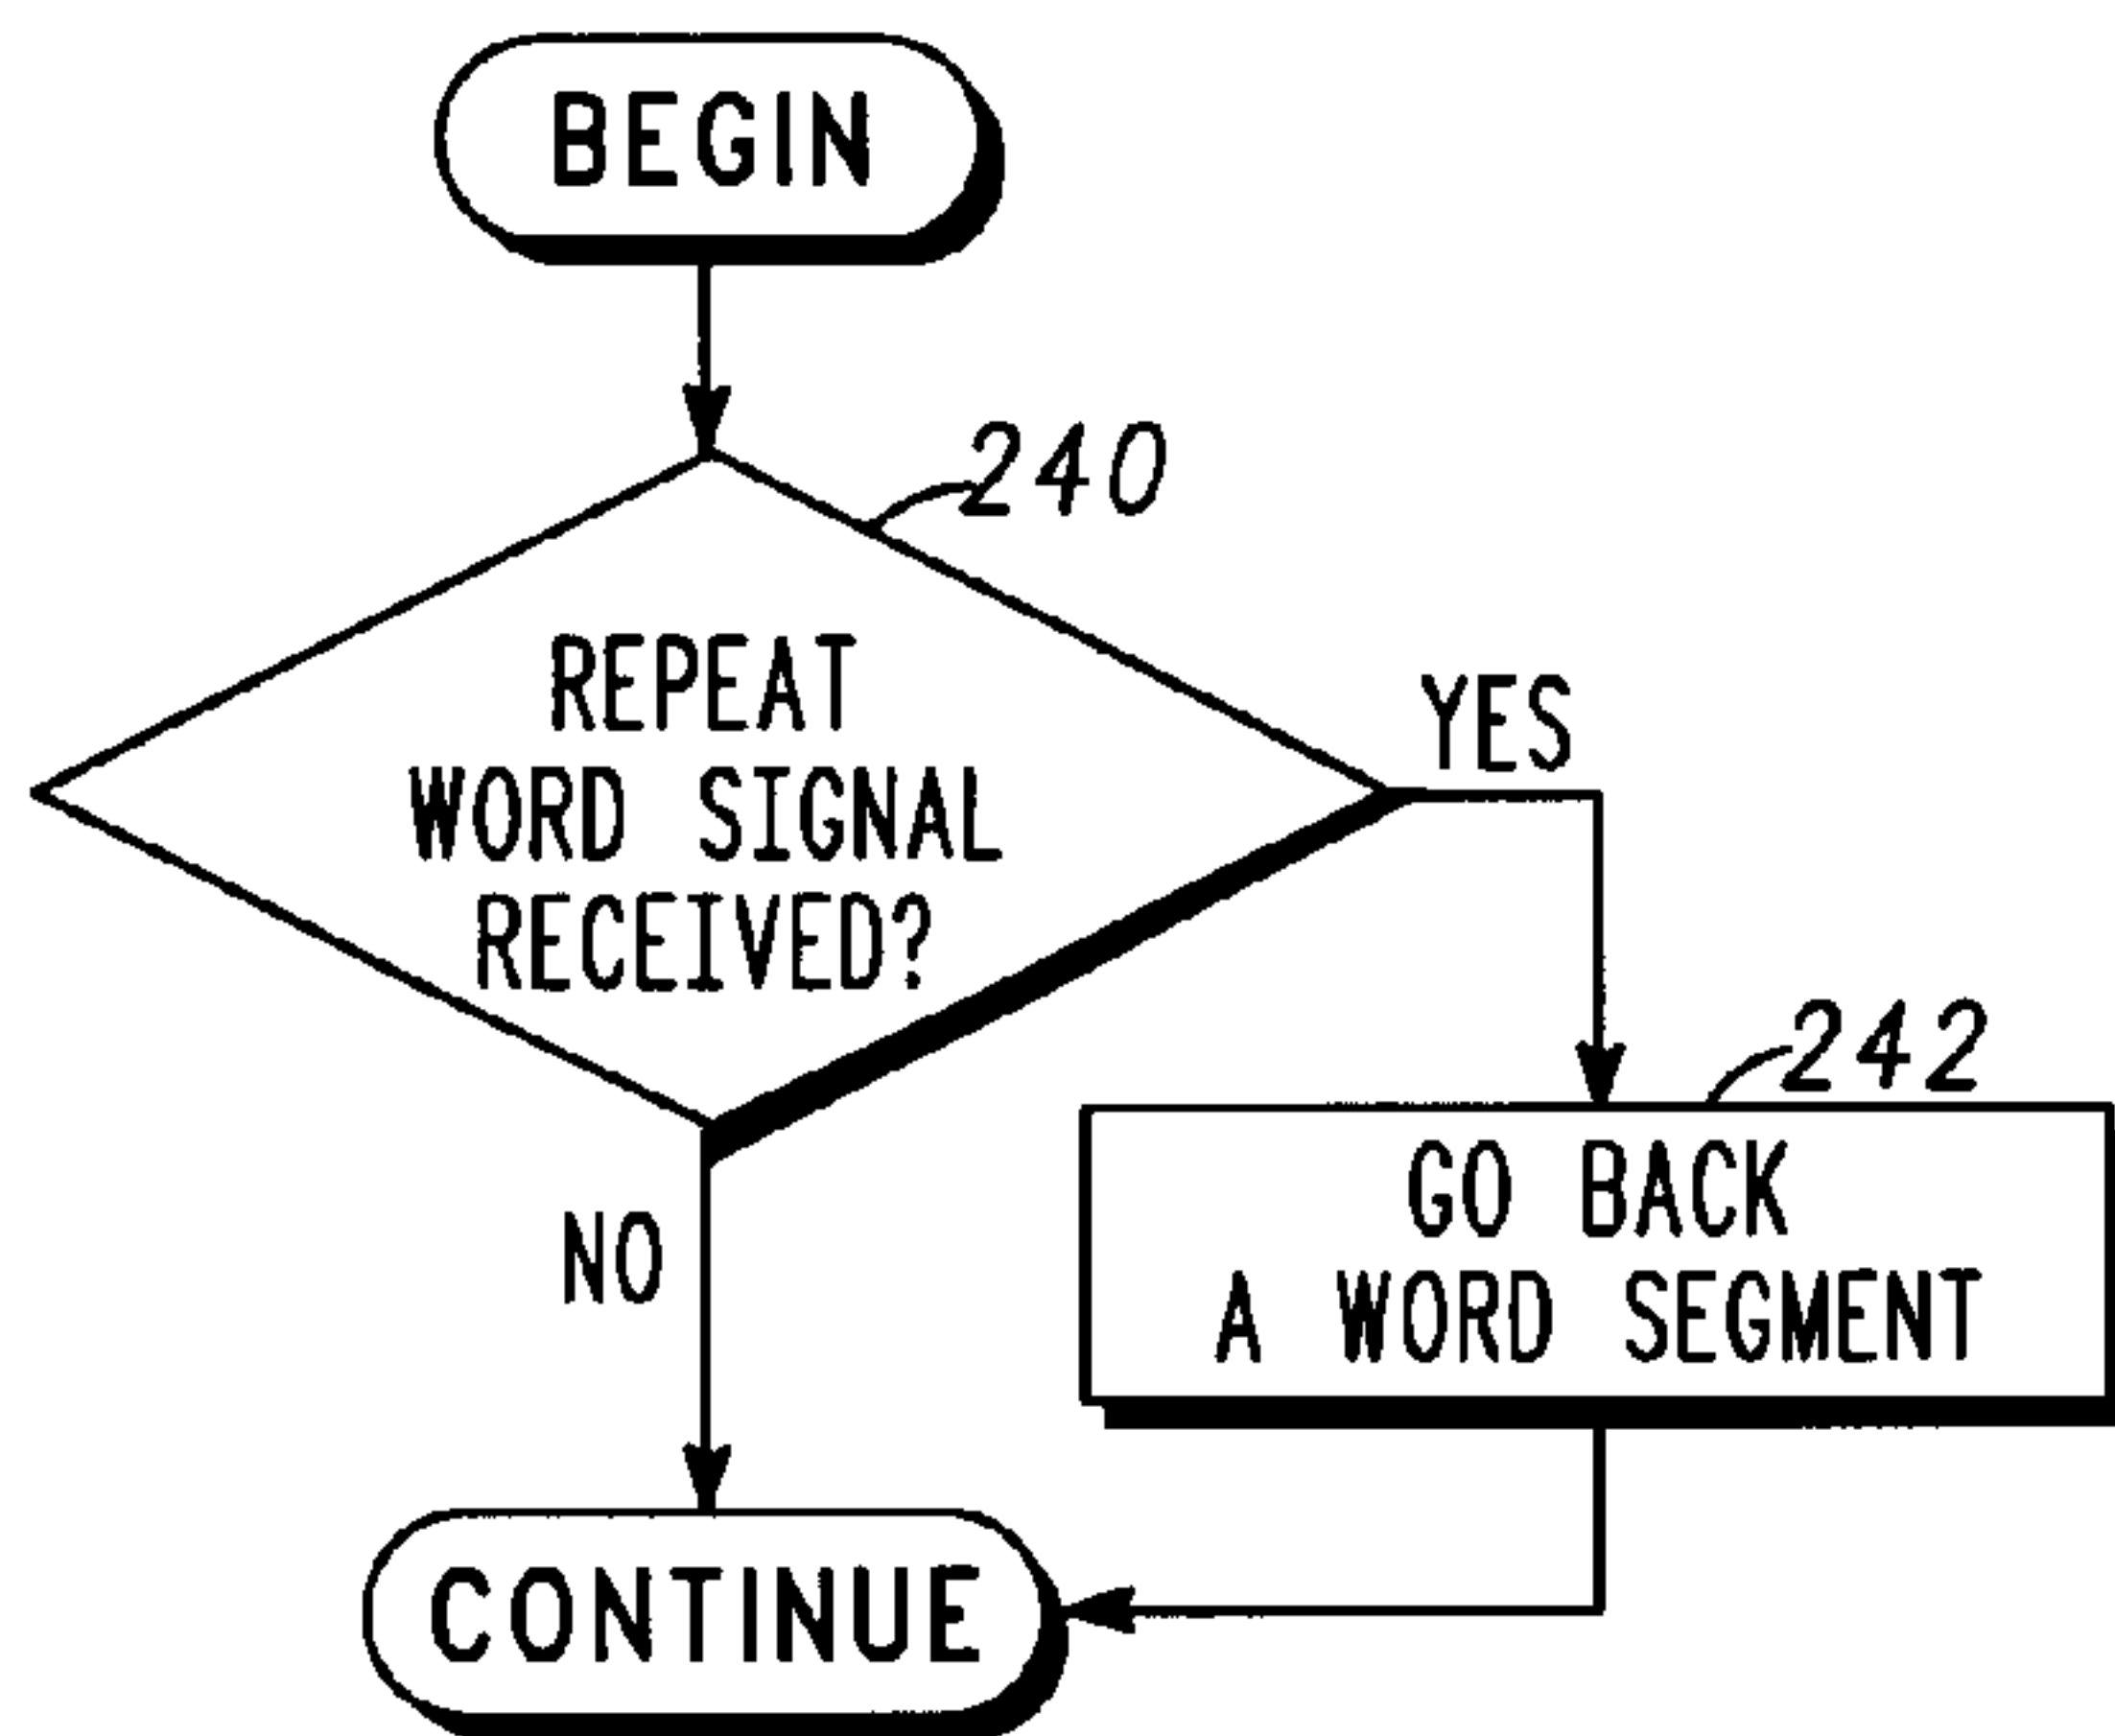 BEGIN
240
REPEAT
WORD SIGNAL
RECEIVED?
YES
242
GO BACK
A WORD SEGMENT
NO
CONTINUE